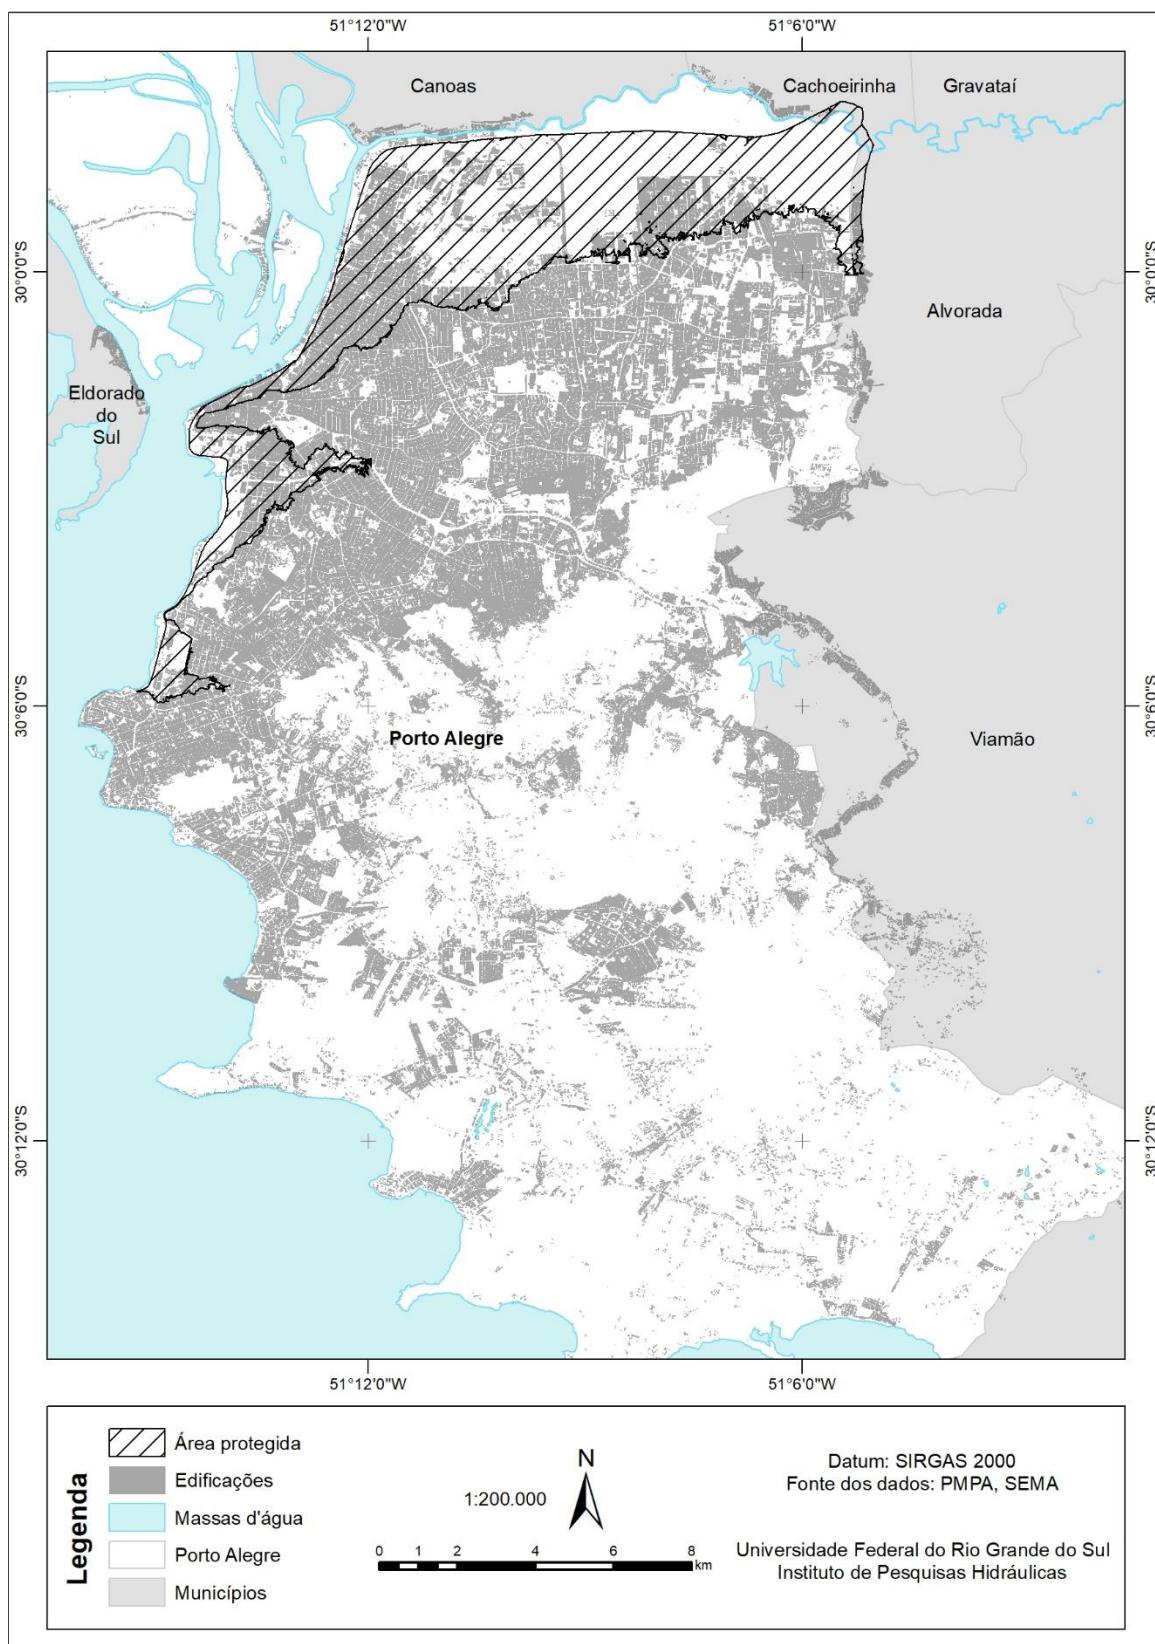 51°12'0"W
51°6'0"W
Canoas
Cachoeirinha
Gravataí
30°0'0"S
30°0'0"S
Alvorada
Eldorado
do
Sul
30°6'0"S
30°6'0"S
Porto Alegre
Viamão
30°12'0"S
30°12'0"S
51°12'0"W
51°6'0"W
Legenda
Área protegida
Edificações
Massas d'água
Porto Alegre
Municípios
N
1:200.000
0 1 2 4 6 8
km
Datum: SIRGAS 2000
Fonte dos dados: PMPA, SEMA
Universidade Federal do Rio Grande do Sul
Instituto de Pesquisas Hidráulicas